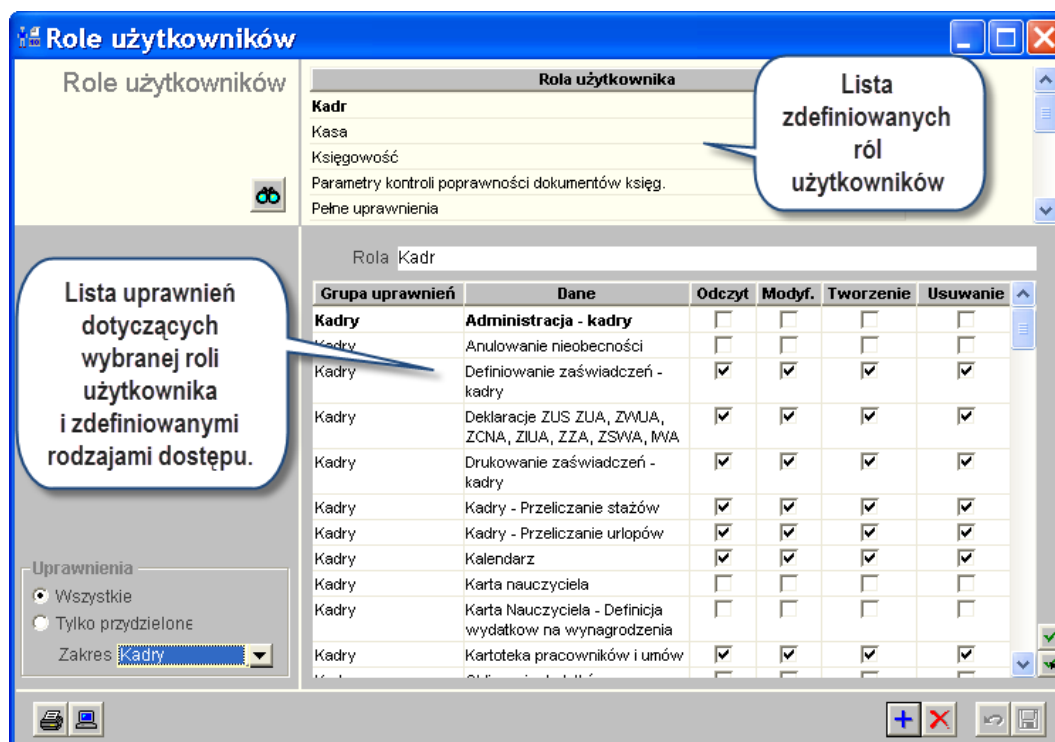 Role użytkowników
Role użytkowników
Rola użytkownika
Kadr
Kasa
Księgowość
Parametry kontroli poprawności dokumentów księg.
Pełne uprawnienia
Lista
zdefiniowanych
ról
użytkowników
Rola Kadr
Lista uprawnień
dotyczących
wybranej roli
użytkownika
i zdefiniowanymi
rodzajami dostępu.
Grupa uprawnień Dane Odczyt Modyf. Tworzenie Usuwanie
Kadry Administracja - kadry
Kadry Anulowanie nieobecności
Kadry Definiowanie zaświadczeń -
kadry
Kadry Deklaracje ZUS ZUA, ZWUA,
ZCNA, ZIUA, ZZA, ZSWA, IWA
Kadry Drukowanie zaświadczeń -
kadry
Kadry Kadry - Przeliczanie stażów
Kadry Kadry - Przeliczanie urlopów
Kadry Kalendarz
Kadry Karta nauczyciela
Kadry Karta Nauczyciela - Definicja
wydatkow na wynagrodzenia
Kadry Kartoteka pracowników i umów
Uprawnienia
Wszystkie
Tylko przydzielone
Zakres Kadry